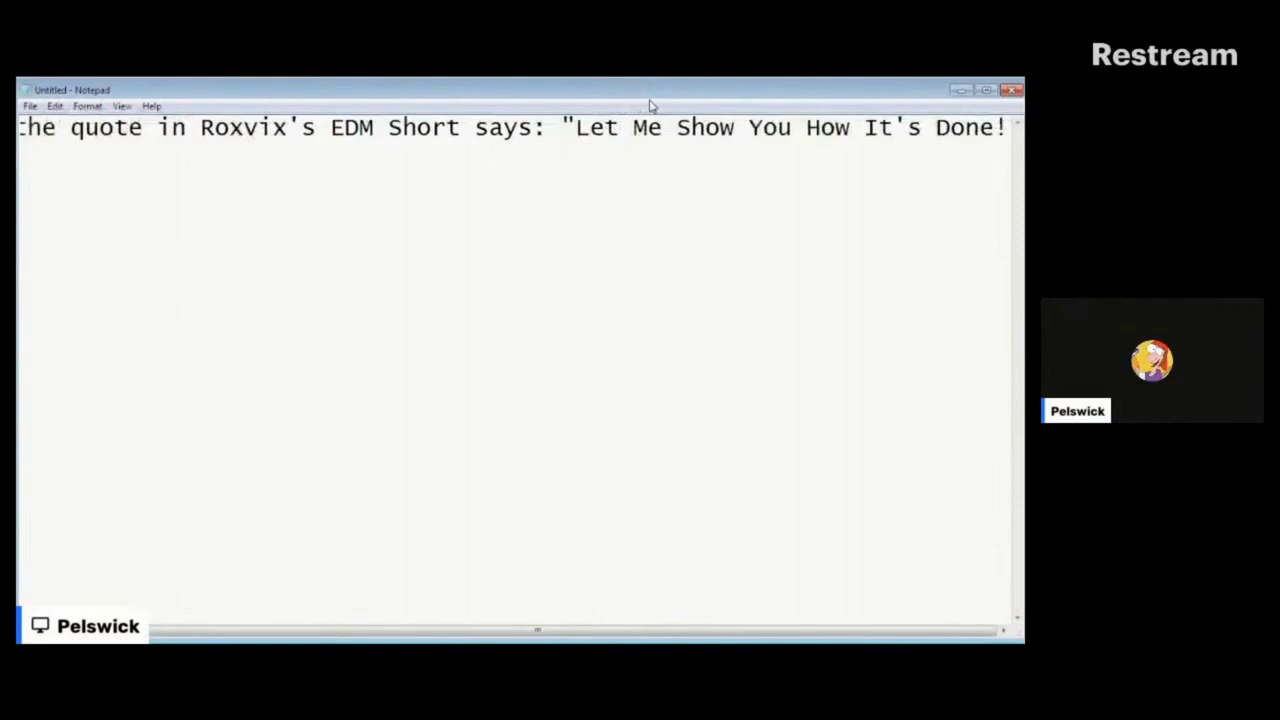 Restream
Untitled - Notepad
File Edit Format View Help
the quote in Roxvix's EDM Short says: "Let Me Show You How It's Done!
Pelswick
Pelswick